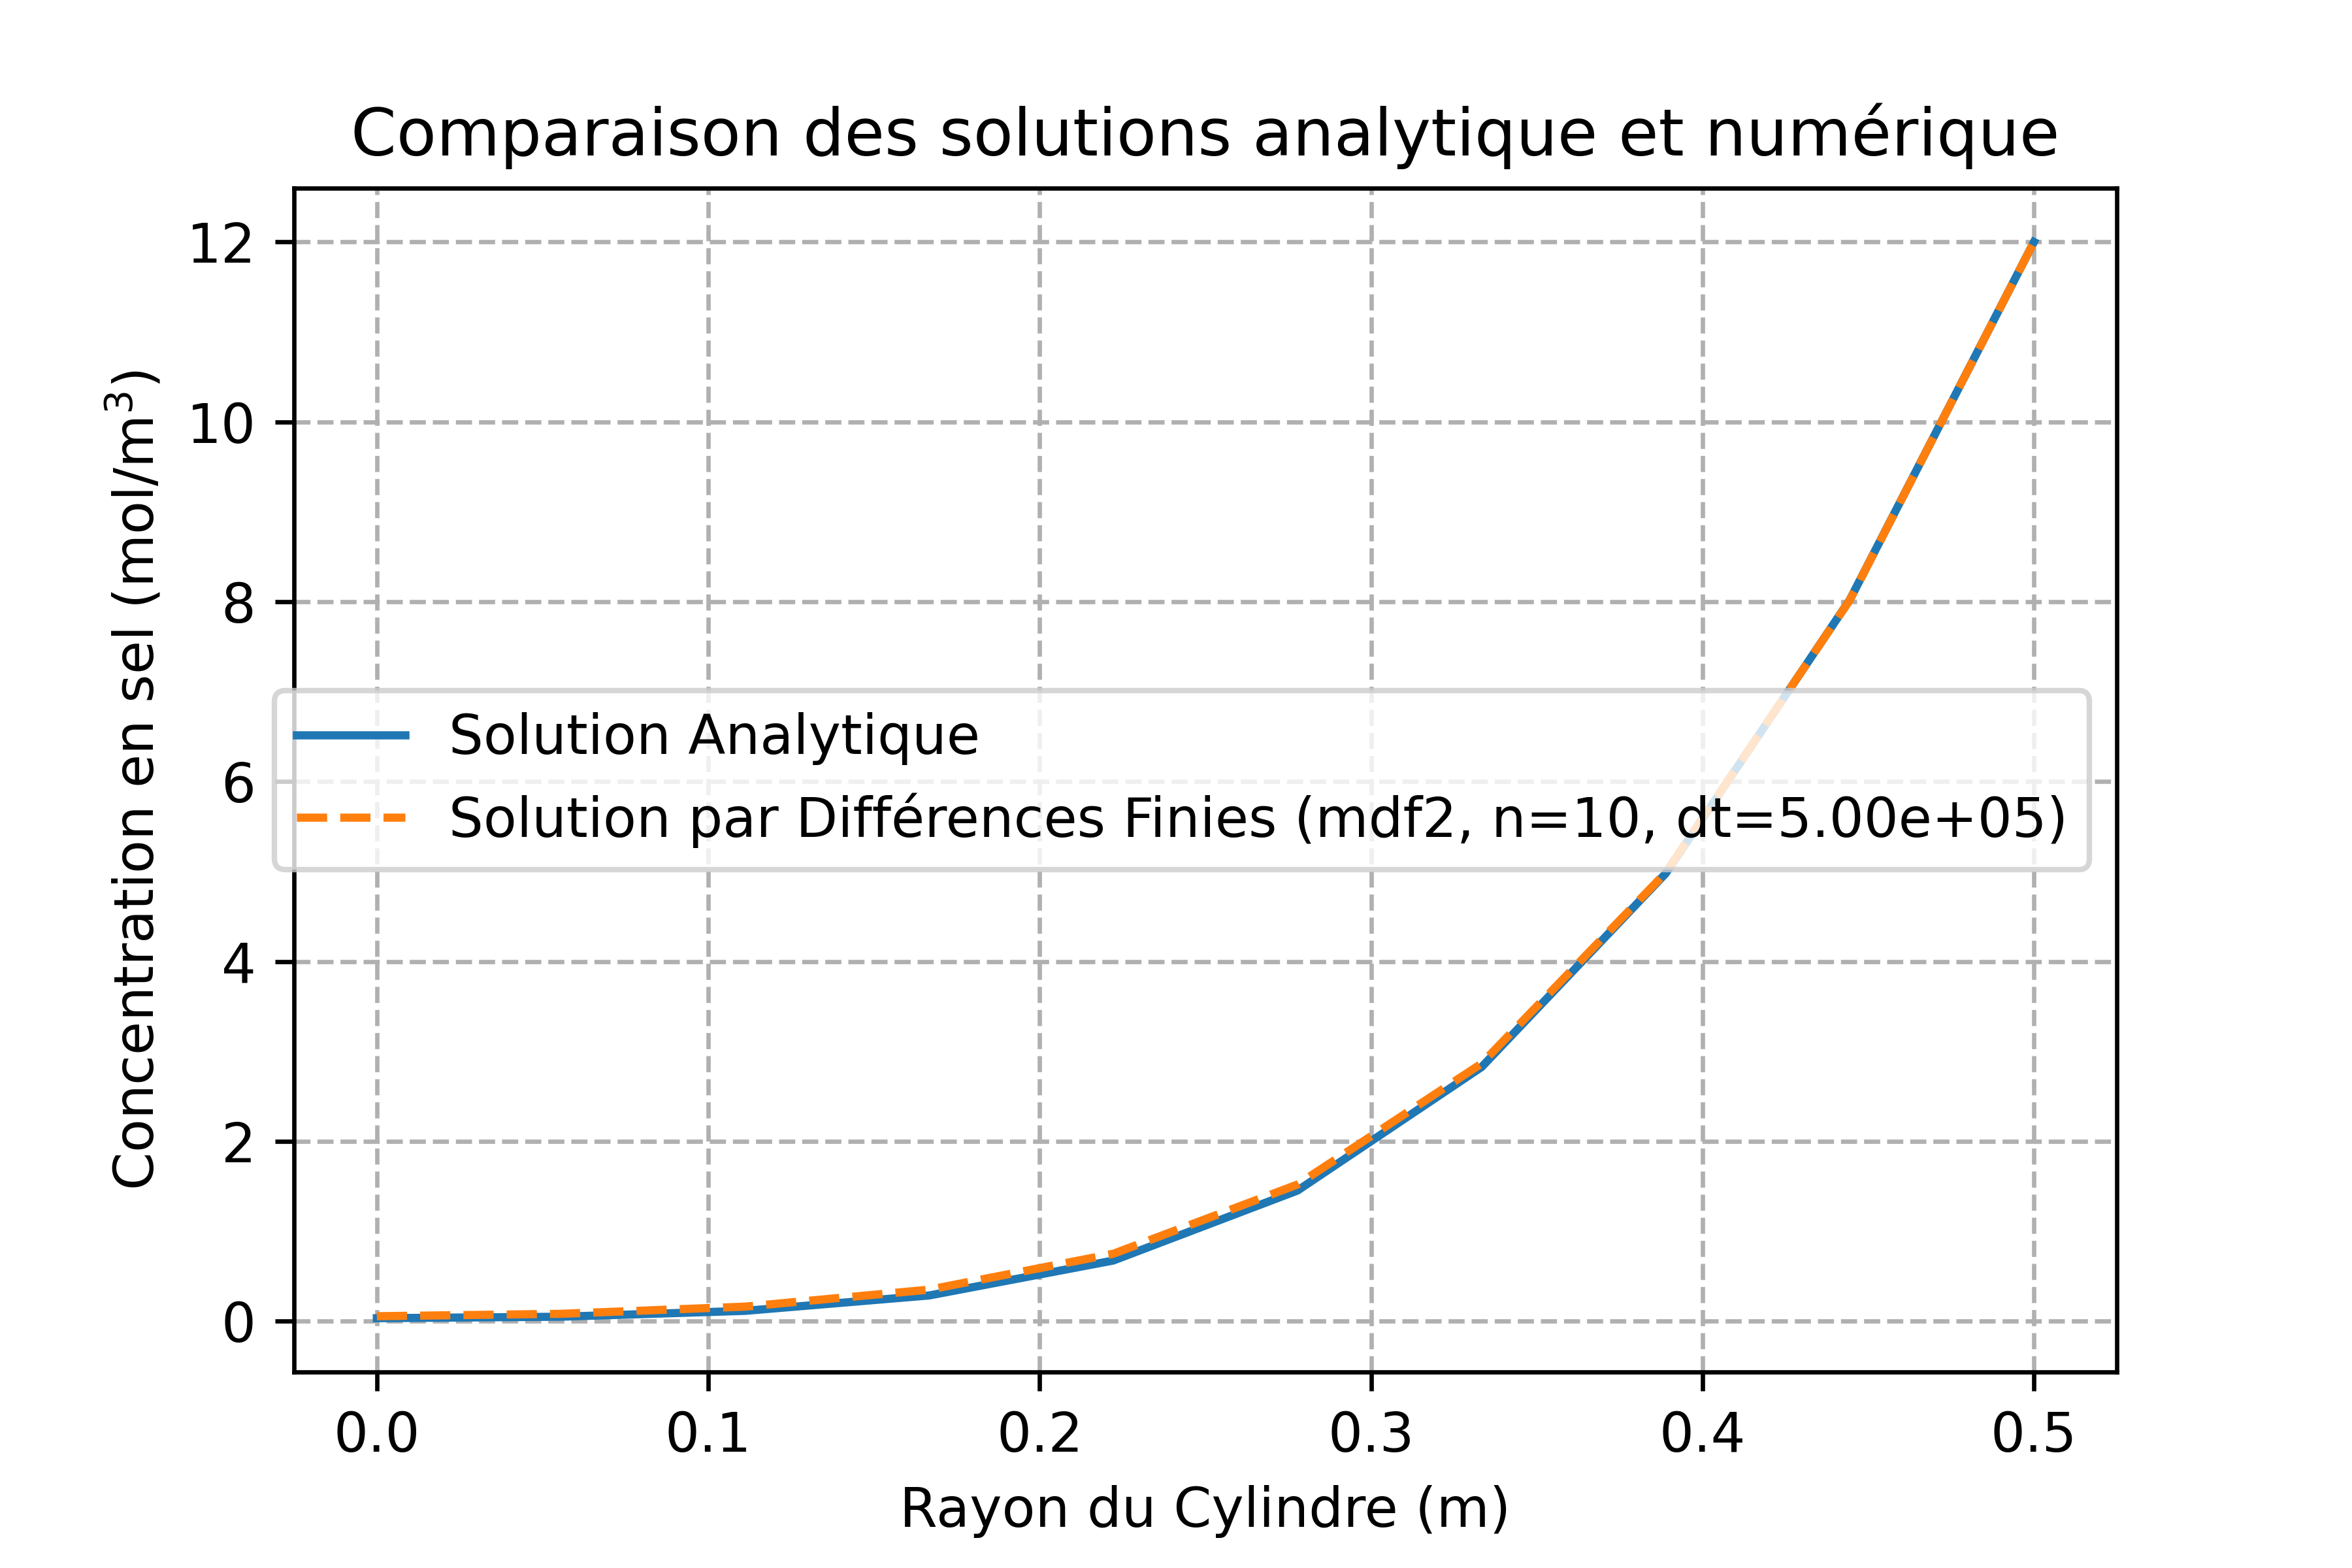 Comparaison des solutions analytique et numérique
Concentration en sel (mol/m³)
12
10
8
6
4
2
0
Solution Analytique
Solution par Différences Finies (mdf2, n=10, dt=5.00e+05)
0.0 0.1 0.2 0.3 0.4 0.5
Rayon du Cylindre (m)